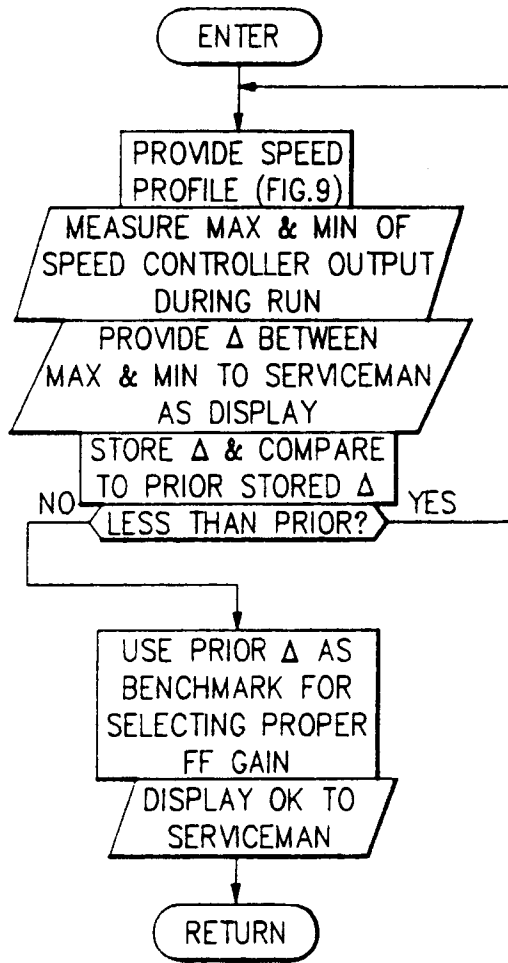 ENTER
PROVIDE SPEED
PROFILE (FIG.9)
MEASURE MAX & MIN OF
SPEED CONTROLLER OUTPUT
DURING RUN
PROVIDE Δ BETWEEN
MAX & MIN TO SERVICEMAN
AS DISPLAY
STORE Δ & COMPARE
TO PRIOR STORED Δ
NO
LESS THAN PRIOR?
YES
USE PRIOR Δ AS
BENCHMARK FOR
SELECTING PROPER
FF GAIN
DISPLAY OK TO
SERVICEMAN
RETURN